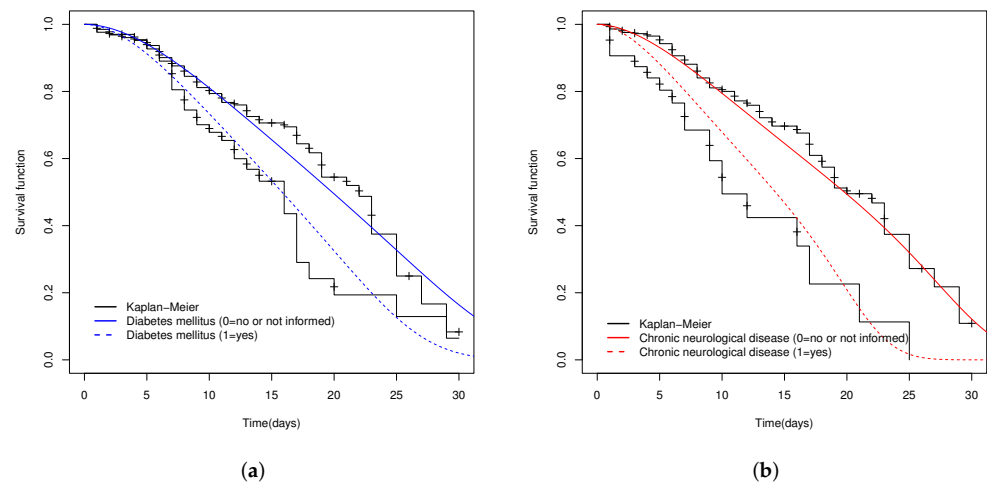 1.0
0.8
0.6
0.4
0.2
0.0
Survival function
Kaplan−Meier
Diabetes mellitus (0=no or not informed)
Diabetes mellitus (1=yes)
0 5 10 15 20 25 30
Time(days)
(a)
1.0
0.8
0.6
0.4
0.2
0.0
Survival function
Kaplan−Meier
Chronic neurological disease (0=no or not informed)
Chronic neurological disease (1=yes)
0 5 10 15 20 25 30
Time(days)
(b)